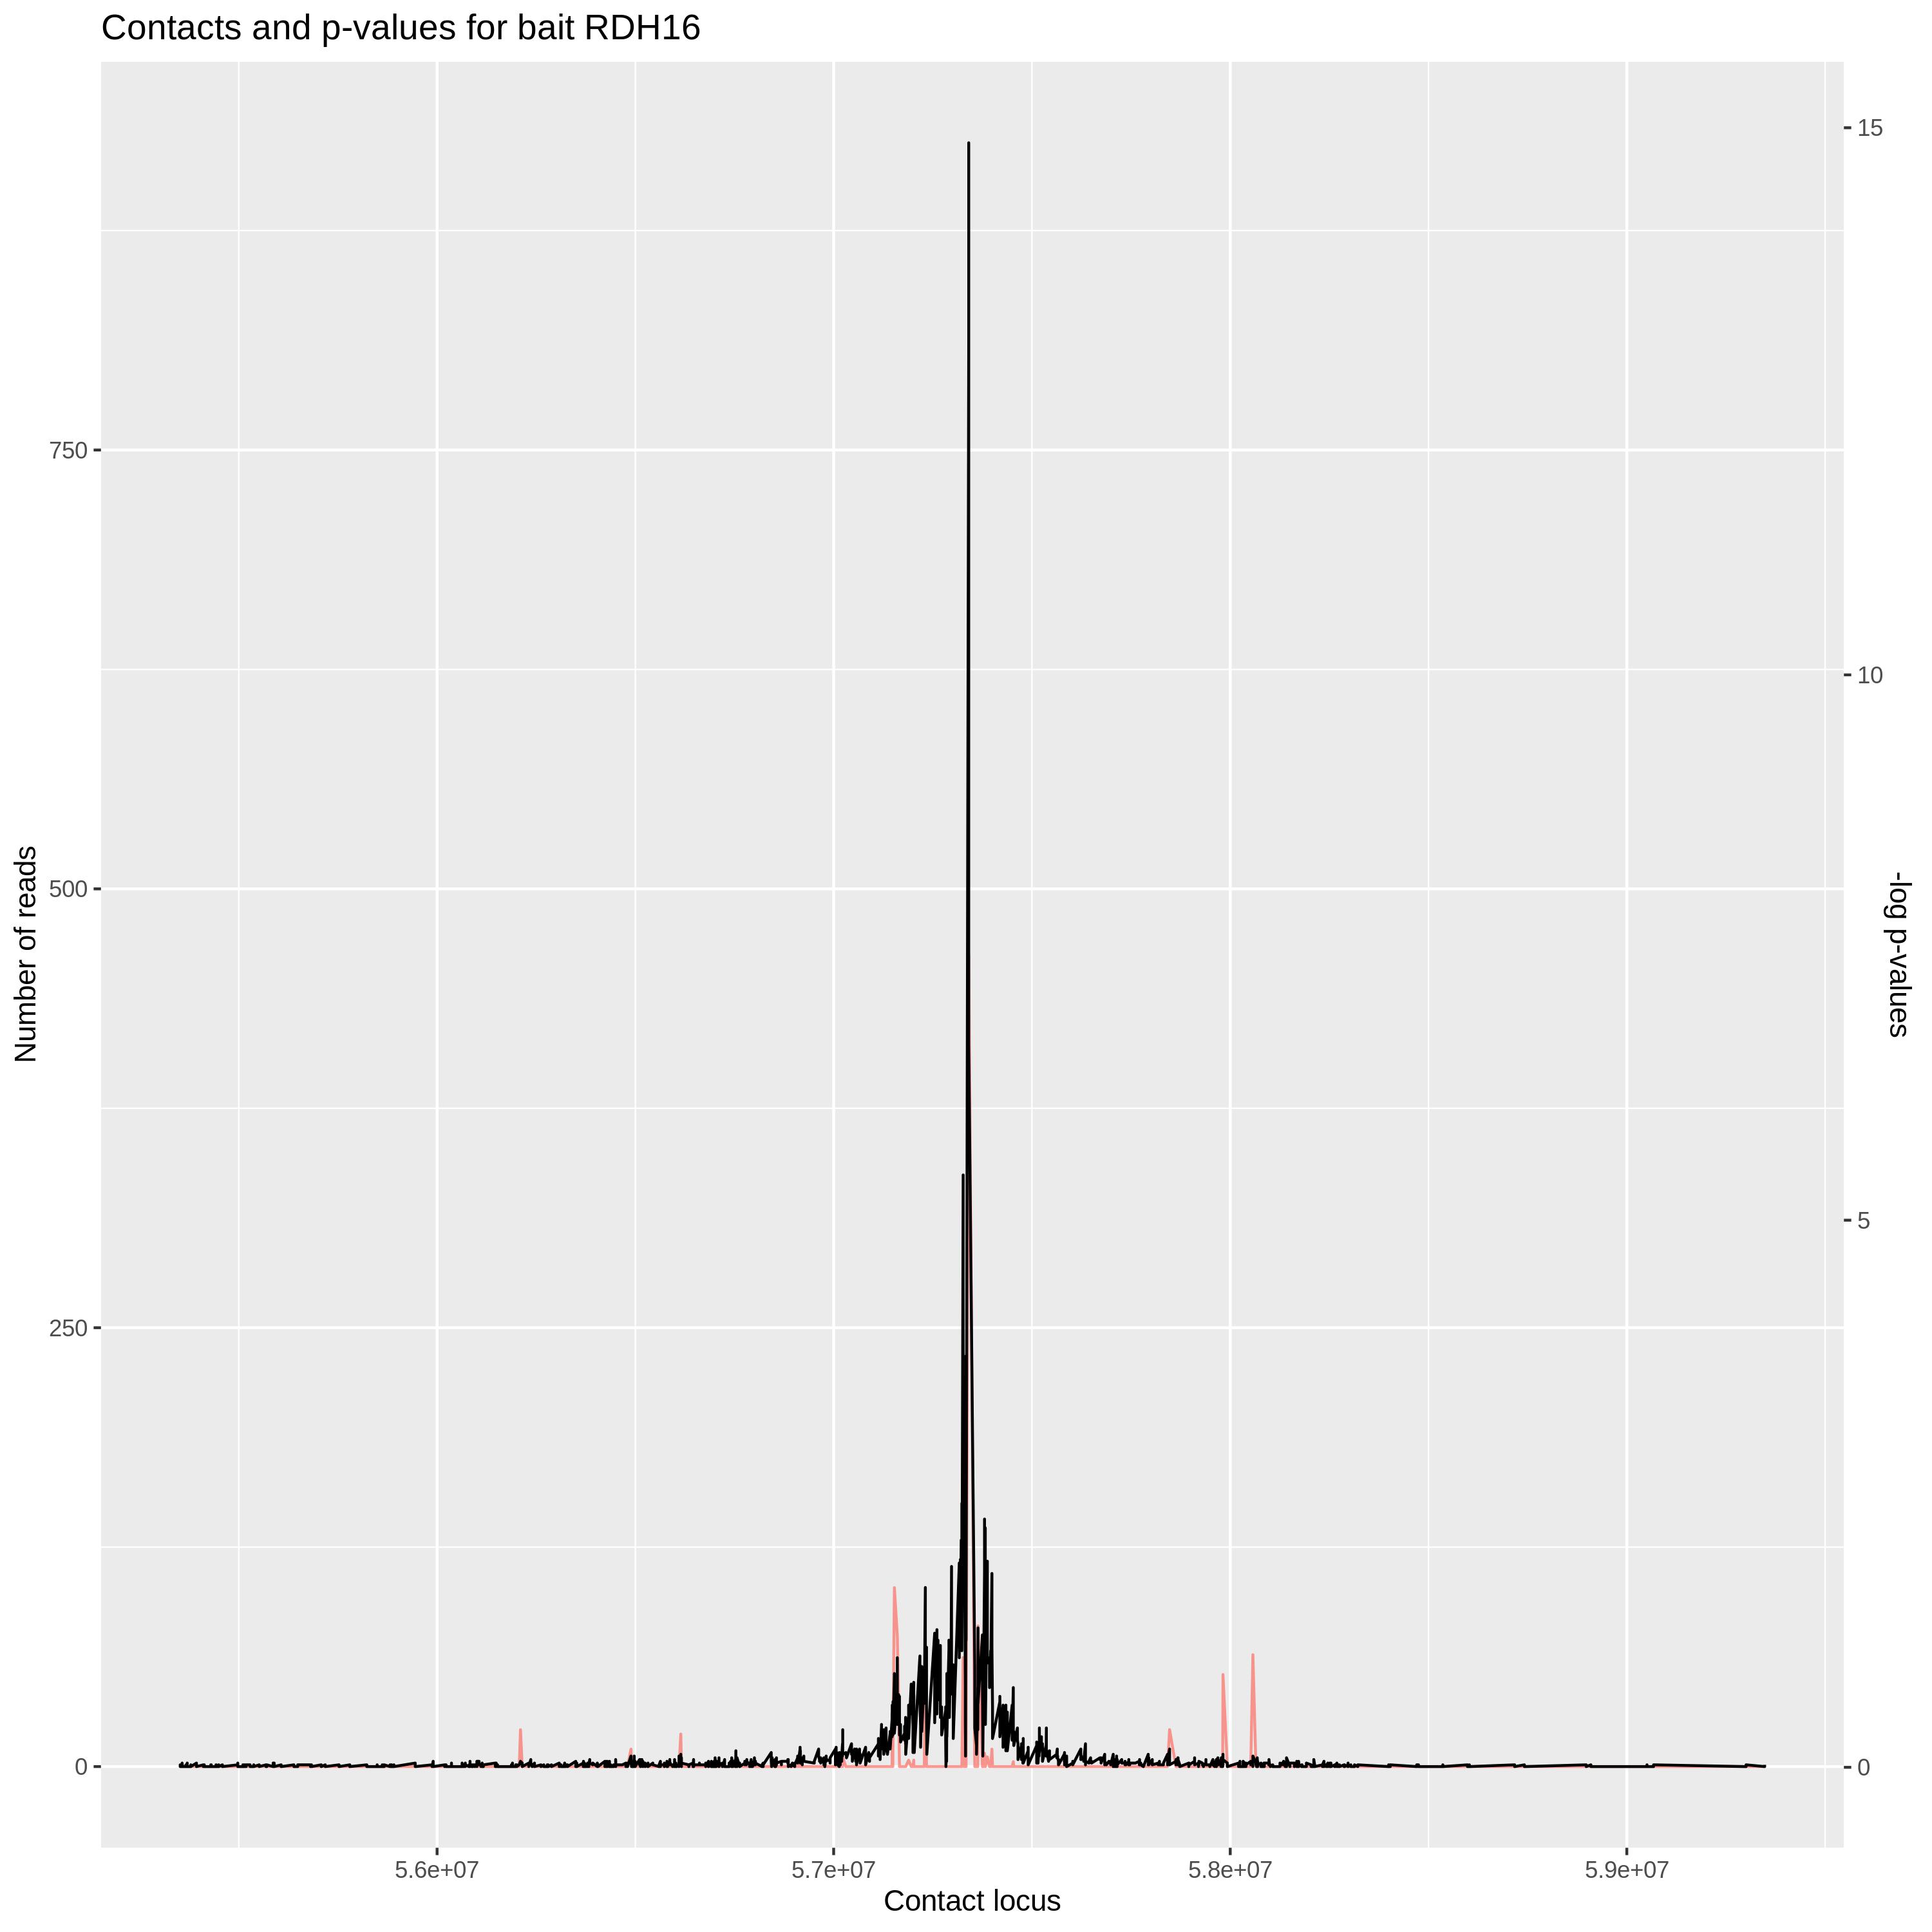 Contacts and p-values for bait RDH16
15
750
10
500
Number of reads
-log p-values
5
250
0
0
5.6e+07
5.7e+07
5.8e+07
5.9e+07
Contact locus